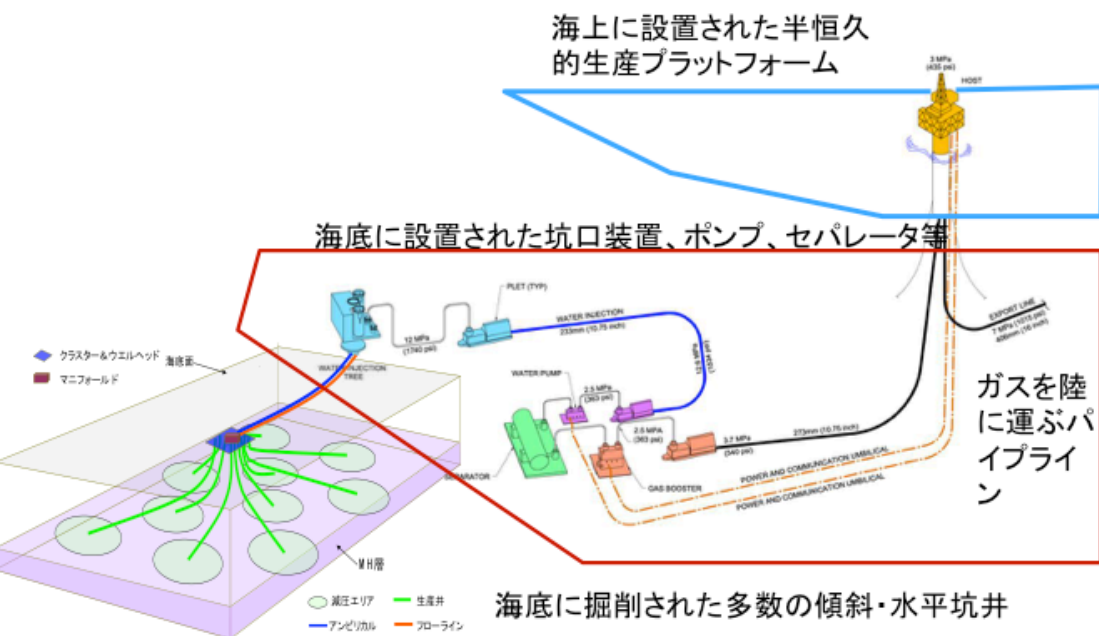 海上に設置された半恒久
的生産プラットフォーム
3 MPa
(435 psi)
HOST
海底に設置された坑口装置、ポンプ、セパレータ等
PLET (TYP)
WATER INJECTION
233mm (10.75 inch)
12 MPa
(1740 psi)
EXPORT LINE
7 MPa (1015 psi)
406mm (16 inch)
クラスター&ウエルヘッド
マニフォールド
海底面
WATER INJECTION
TREE
WATER PUMP
2.5 MPa
(363 psi)
2.5 MPA
(363 psi)
3.7 MPa
(540 psi)
273mm (10.75 inch)
SEPARATOR
GAS BOOSTER
POWER AND COMMUNICATION UMBILICAL
POWER AND COMMUNICATION UMBILICAL
ガスを陸
に運ぶパ
イプライ
ン
MH層
減圧エリア
生産井
アンビリカル
フローライン
海底に掘削された多数の傾斜・水平坑井